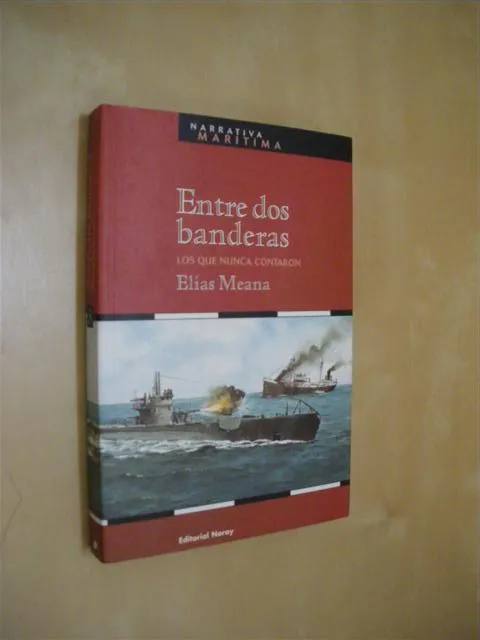 NARRATIVA
MARÍTIMA
Entre dos
banderas
LOS QUE NUNCA CONTARON
Elías Meana
Editorial Noray